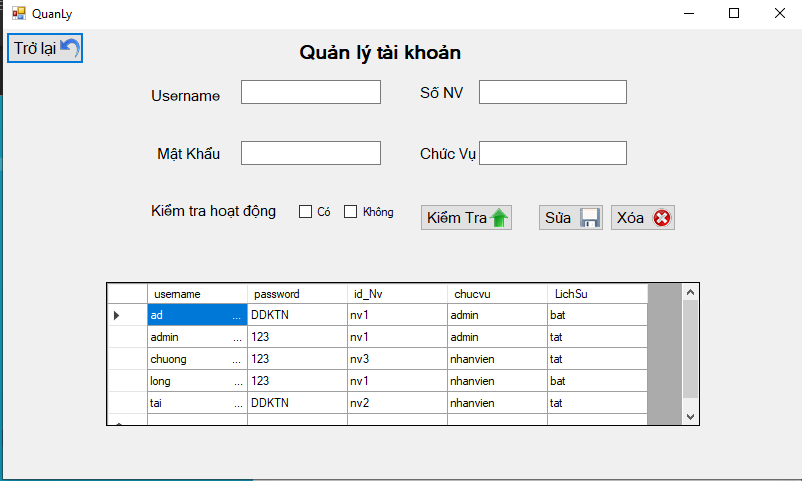 QuanLy
Trở lại
Quản lý tài khoản
Username
Số NV
Mật Khẩu
Chức Vụ
Kiểm tra hoạt động
Có
Không
Kiểm Tra
Sửa
Xóa
username password id_Nv chucvu LichSu
ad ... DDKTN nv1 admin bat
admin ... 123 nv1 admin tat
chuong ... 123 nv3 nhanvien tat
long ... 123 nv1 nhanvien bat
tai ... DDKTN nv2 nhanvien tat